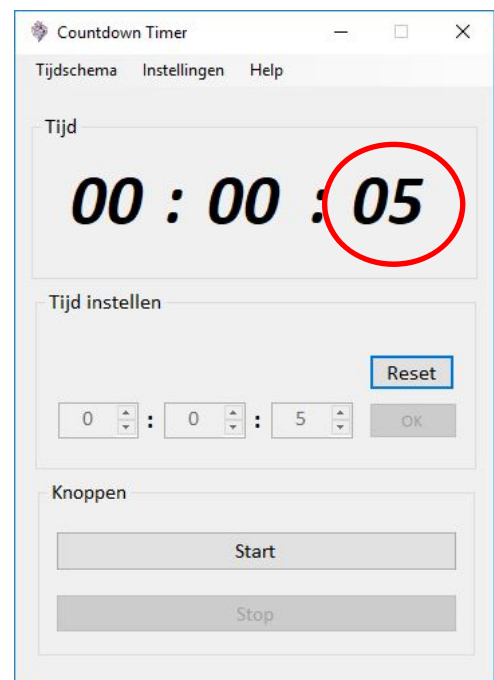 Countdown Timer
Tijdschema Instellingen Help
Tijd
00 : 00 : 05
Tijd instellen
Reset
0 : 0 : 5 OK
Knoppen
Start
Stop